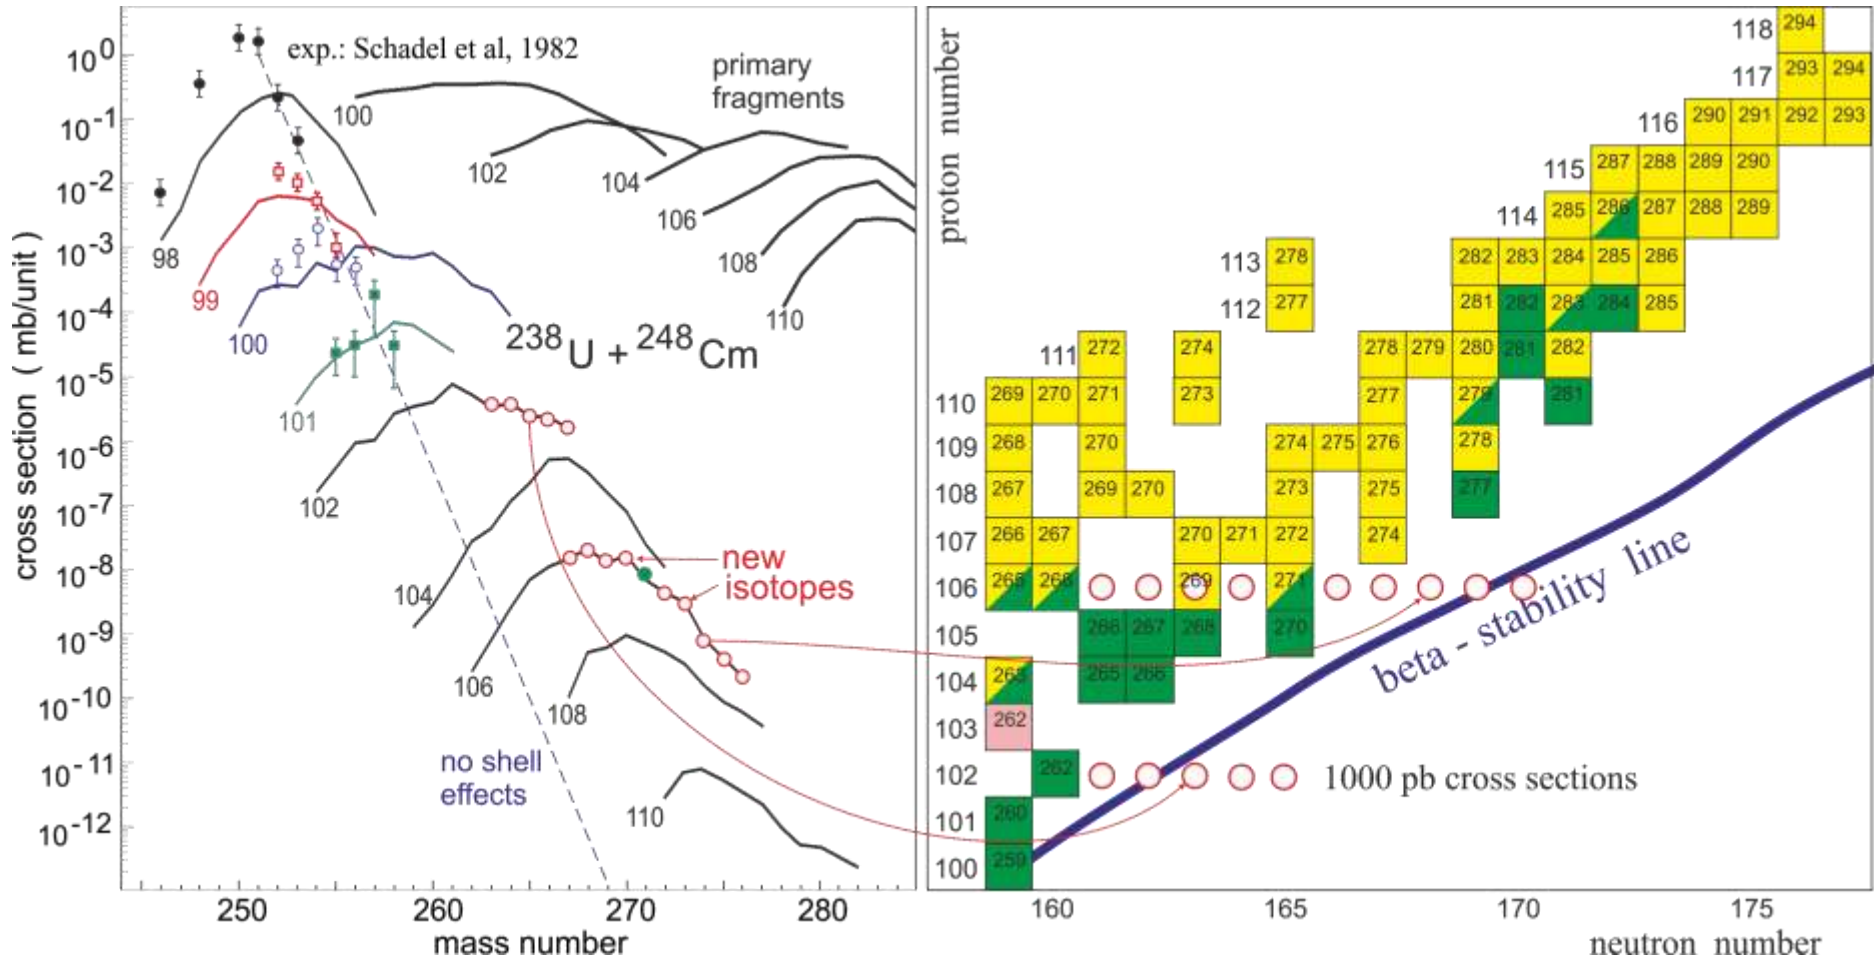 exp.: Schadel et al, 1982
primary
fragments
10^0
10^-1
10^-2
10^-3
10^-4
10^-5
10^-6
10^-7
10^-8
10^-9
10^-10
10^-11
10^-12
cross section ( mb/unit )
98
99
100
101
102
104
106
108
110
100
102
104
106
108
110
238U + 248Cm
new
isotopes
no shell
effects
250 260 270 280
mass number
proton number
118 294
117 293 294
116 290 291 292 293
115 287 288 289 290
114 285 286 287 288 289
113 278 282 283 284 285 286
112 277 281 282 283 284 285
111 272 274 278 279 280 281 282
110 269 270 271 273 277 279 281
109 268 270 274 275 276 278
108 267 269 270 273 275 277
107 266 267 270 271 272 274
106 265 266 269 271
105 266 267 268 270
104 263 265 266
103 262
102 262
101 260
100 259
beta - stability line
1000 pb cross sections
160 165 170 175
neutron number